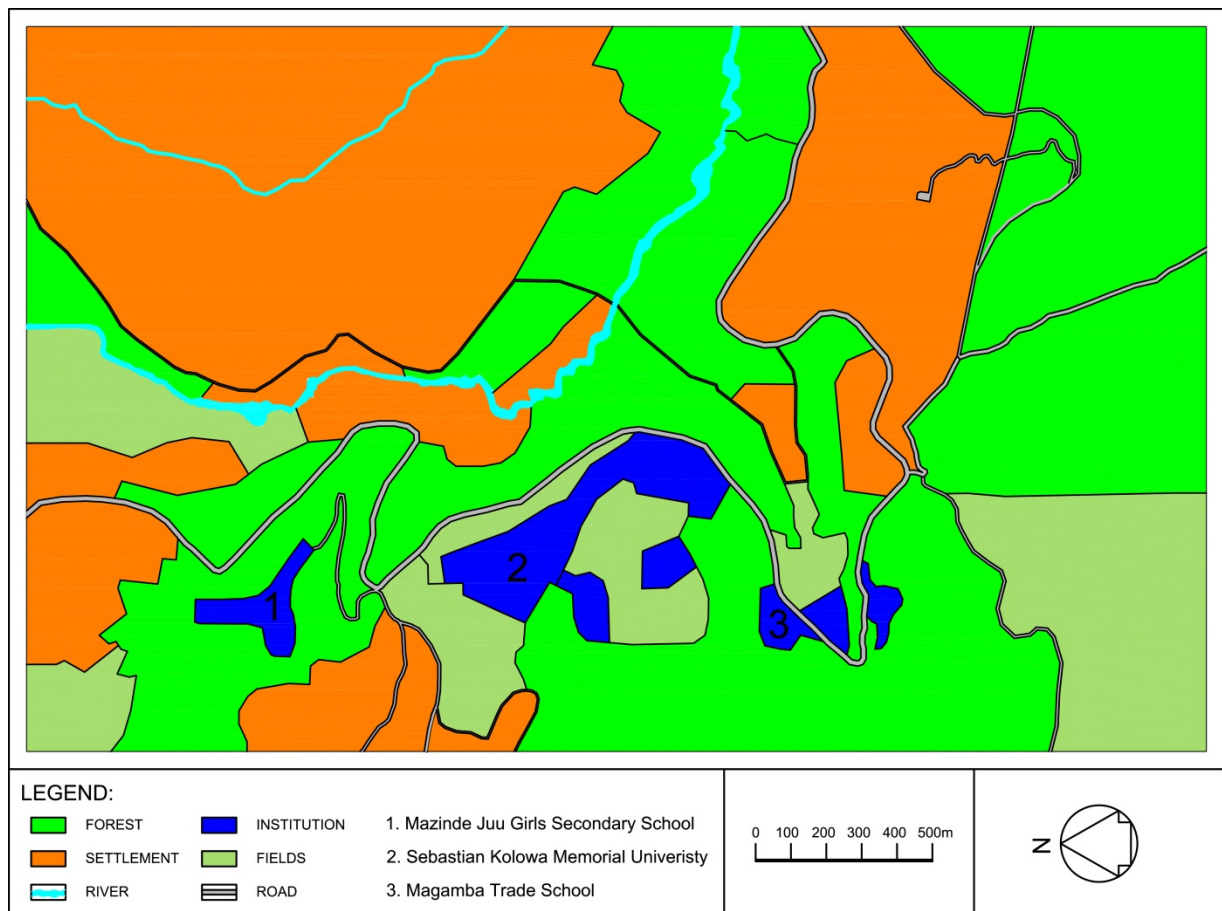 1
2
3
LEGEND:
FOREST
SETTLEMENT
RIVER
INSTITUTION
FIELDS
ROAD
1. Mazinde Juu Girls Secondary School
2. Sebastian Kolowa Memorial Univeristy
3. Magamba Trade School
0 100 200 300 400 500m
N